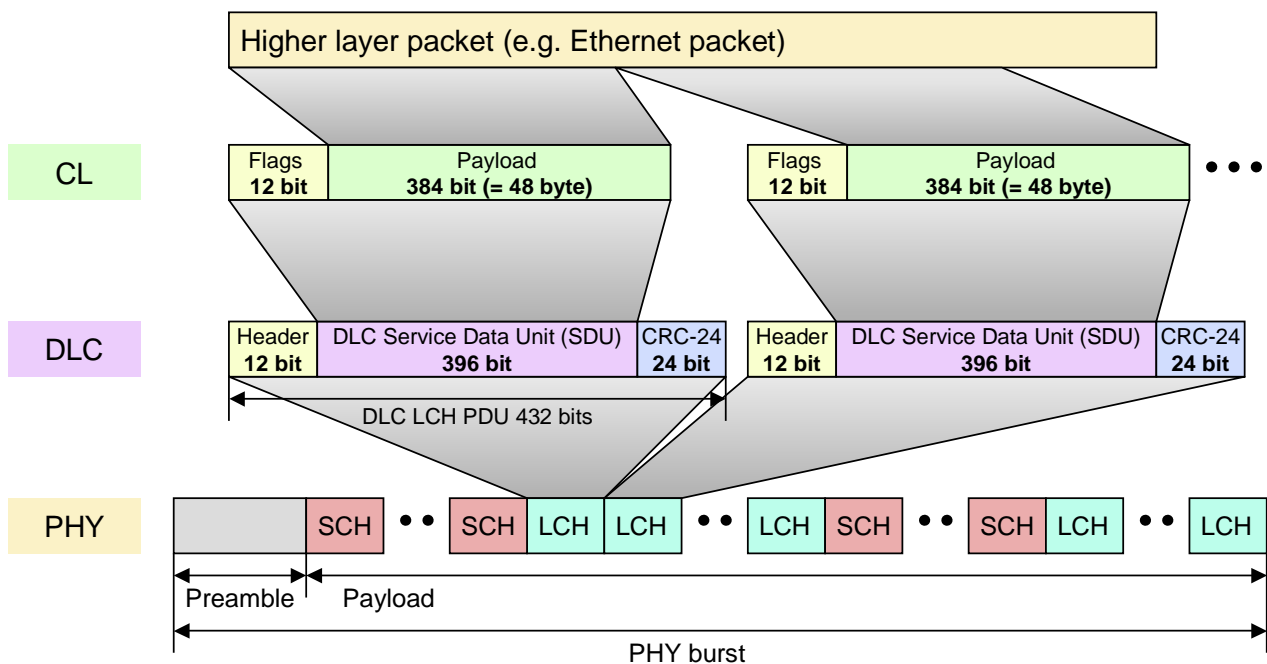 Higher layer packet (e.g. Ethernet packet)
CL
Flags
12 bit
Payload
384 bit (= 48 byte)
Flags
12 bit
Payload
384 bit (= 48 byte)
DLC
Header
12 bit
DLC Service Data Unit (SDU)
396 bit
CRC-24
24 bit
Header
12 bit
DLC Service Data Unit (SDU)
396 bit
CRC-24
24 bit
DLC LCH PDU 432 bits
PHY
SCH
SCH
LCH
LCH
LCH
SCH
SCH
LCH
LCH
Preamble
Payload
PHY burst